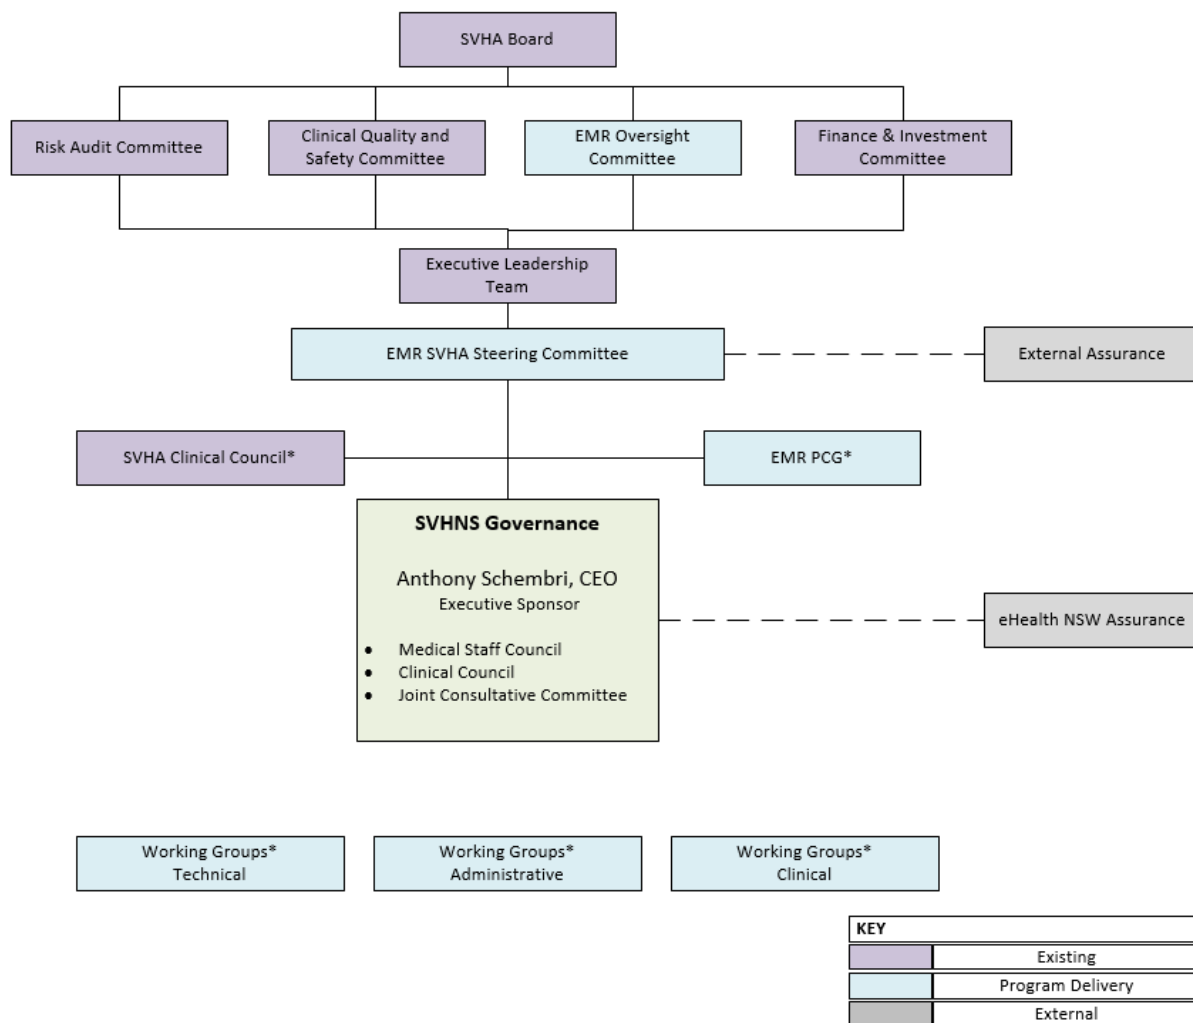 SVHA Board
Risk Audit Committee
Clinical Quality and
Safety Committee
EMR Oversight
Committee
Finance & Investment
Committee
Executive Leadership
Team
EMR SVHA Steering Committee
External Assurance
SVHA Clinical Council*
EMR PCG*
SVHNS Governance
Anthony Schembri, CEO
Executive Sponsor
• Medical Staff Council
• Clinical Council
• Joint Consultative Committee
eHealth NSW Assurance
Working Groups*
Technical
Working Groups*
Administrative
Working Groups*
Clinical
KEY
Existing
Program Delivery
External